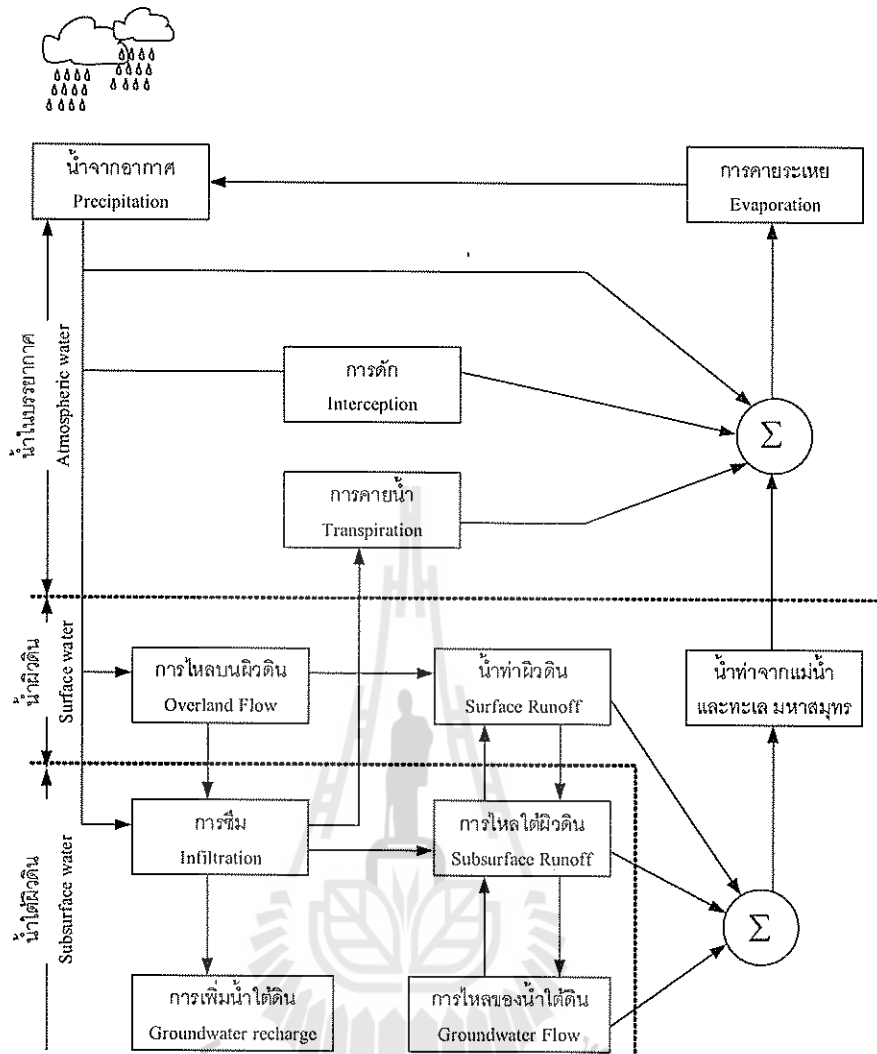 น้ำจากอากาศ
Precipitation
การคายระเหย
Evaporation
น้ำในบรรยากาศ
Atmospheric water
การดัก
Interception
Σ
การคายน้ำ
Transpiration
น้ำผิวดิน
Surface water
การไหลบนผิวดิน
Overland Flow
น้ำท่าผิวดิน
Surface Runoff
น้ำท่าจากแม่น้ำ
และทะเล มหาสมุทร
น้ำใต้ผิวดิน
Subsurface water
การซึม
Infiltration
การไหลใต้ผิวดิน
Subsurface Runoff
Σ
การเพิ่มน้ำใต้ดิน
Groundwater recharge
การไหลของน้ำใต้ดิน
Groundwater Flow